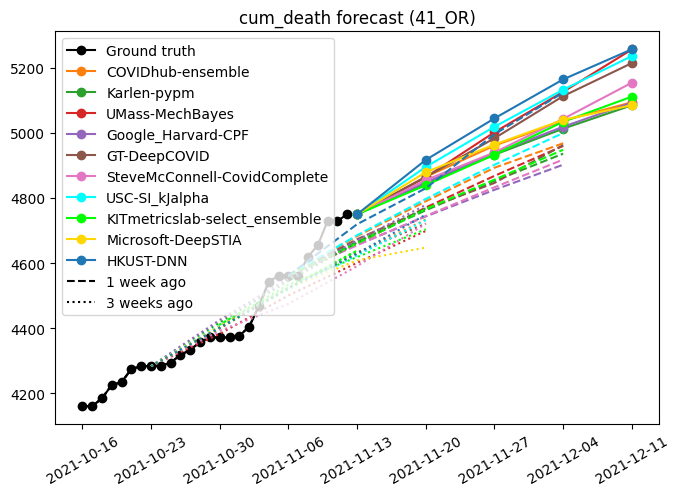 cum_death forecast (41_OR)
5200
5000
4800
4600
4400
4200
Ground truth
COVIDhub-ensemble
Karlen-pypm
UMass-MechBayes
Google_Harvard-CPF
GT-DeepCOVID
SteveMcConnell-CovidComplete
USC-SI_kJalpha
KITmetricslab-select_ensemble
Microsoft-DeepSTIA
HKUST-DNN
1 week ago
3 weeks ago
2021-10-16
2021-10-23
2021-10-30
2021-11-06
2021-11-13
2021-11-20
2021-11-27
2021-12-04
2021-12-11